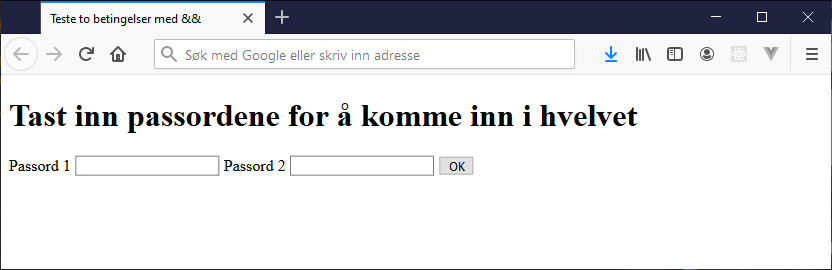 Teste to betingelser med &&
Søk med Google eller skriv inn adresse
Tast inn passordene for å komme inn i hvelvet
Passord 1 Passord 2 OK